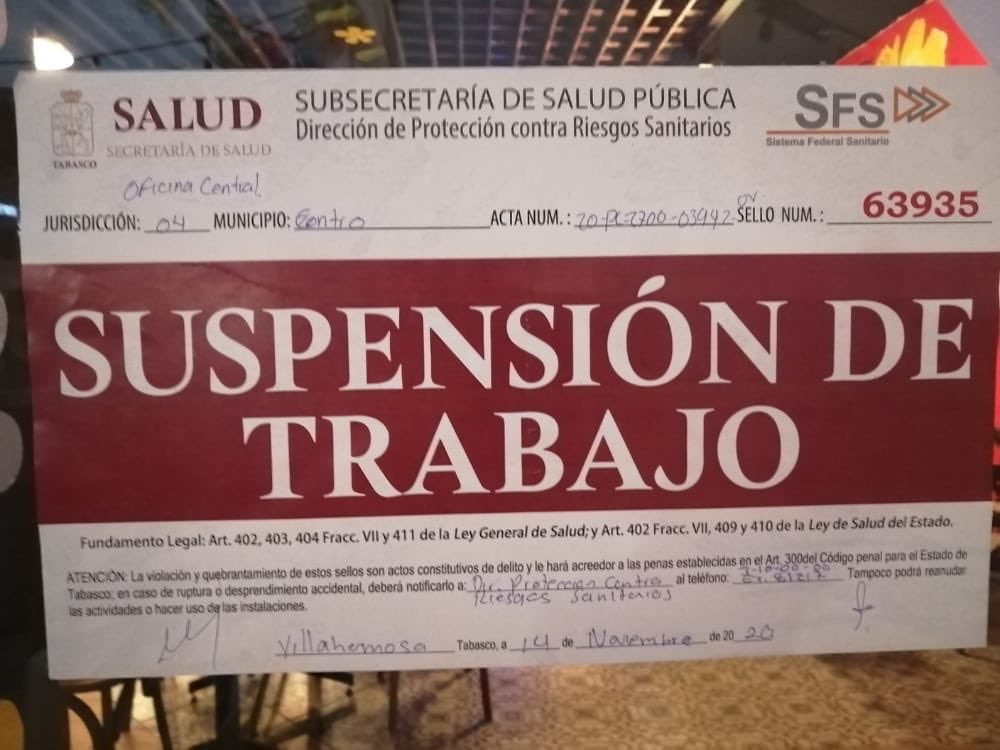 SALUD
SECRETARÍA DE SALUD
TABASCO
SUBSECRETARÍA DE SALUD PÚBLICA
Dirección de Protección contra Riesgos Sanitarios
SFS
Sistema Federal Sanitario
Oficina Central
JURISDICCIÓN: 04 MUNICIPIO: Centro ACTA NUM. : 20-PL-2700-03942-OV SELLO NUM. : 63935
SUSPENSIÓN DE
TRABAJO
Fundamento Legal: Art. 402, 403, 404 Fracc. VII y 411 de la Ley General de Salud; y Art. 402 Fracc. VII, 409 y 410 de la Ley de Salud del Estado.
ATENCIÓN: La violación y quebrantamiento de estos sellos son actos constitutivos de delito y le hará acreedor a las penas establecidas en el Art. 300del Código penal para el Estado de
Tabasco; en caso de ruptura o desprendimiento accidental, deberá notificarlo a: Dir. Protección Contra al teléfono: Tampoco podrá reanudar
Riesgos Sanitarios
las actividades o hacer uso de las instalaciones.
Villahemosa Tabasco, a 14 de Noviembre de 20 20